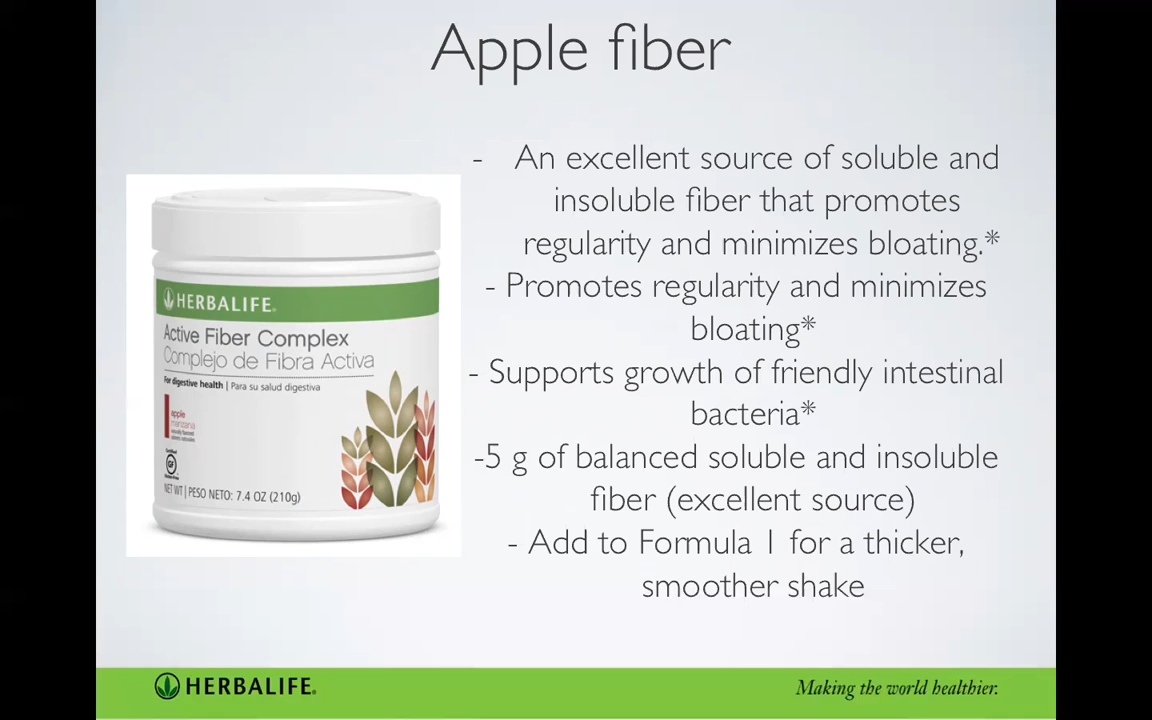 Apple fiber
- An excellent source of soluble and
insoluble fiber that promotes
regularity and minimizes bloating.*
- Promotes regularity and minimizes
bloating*
- Supports growth of friendly intestinal
bacteria*
-5 g of balanced soluble and insoluble
fiber (excellent source)
- Add to Formula 1 for a thicker,
smoother shake
HERBALIFE®
Active Fiber Complex
Complejo de Fibra Activa
For digestive health | Para su salud digestiva
apple
manzana
naturally flavored
GF
NET WT | PESO NETO: 7.4 OZ (210g)
HERBALIFE®
Making the world healthier.